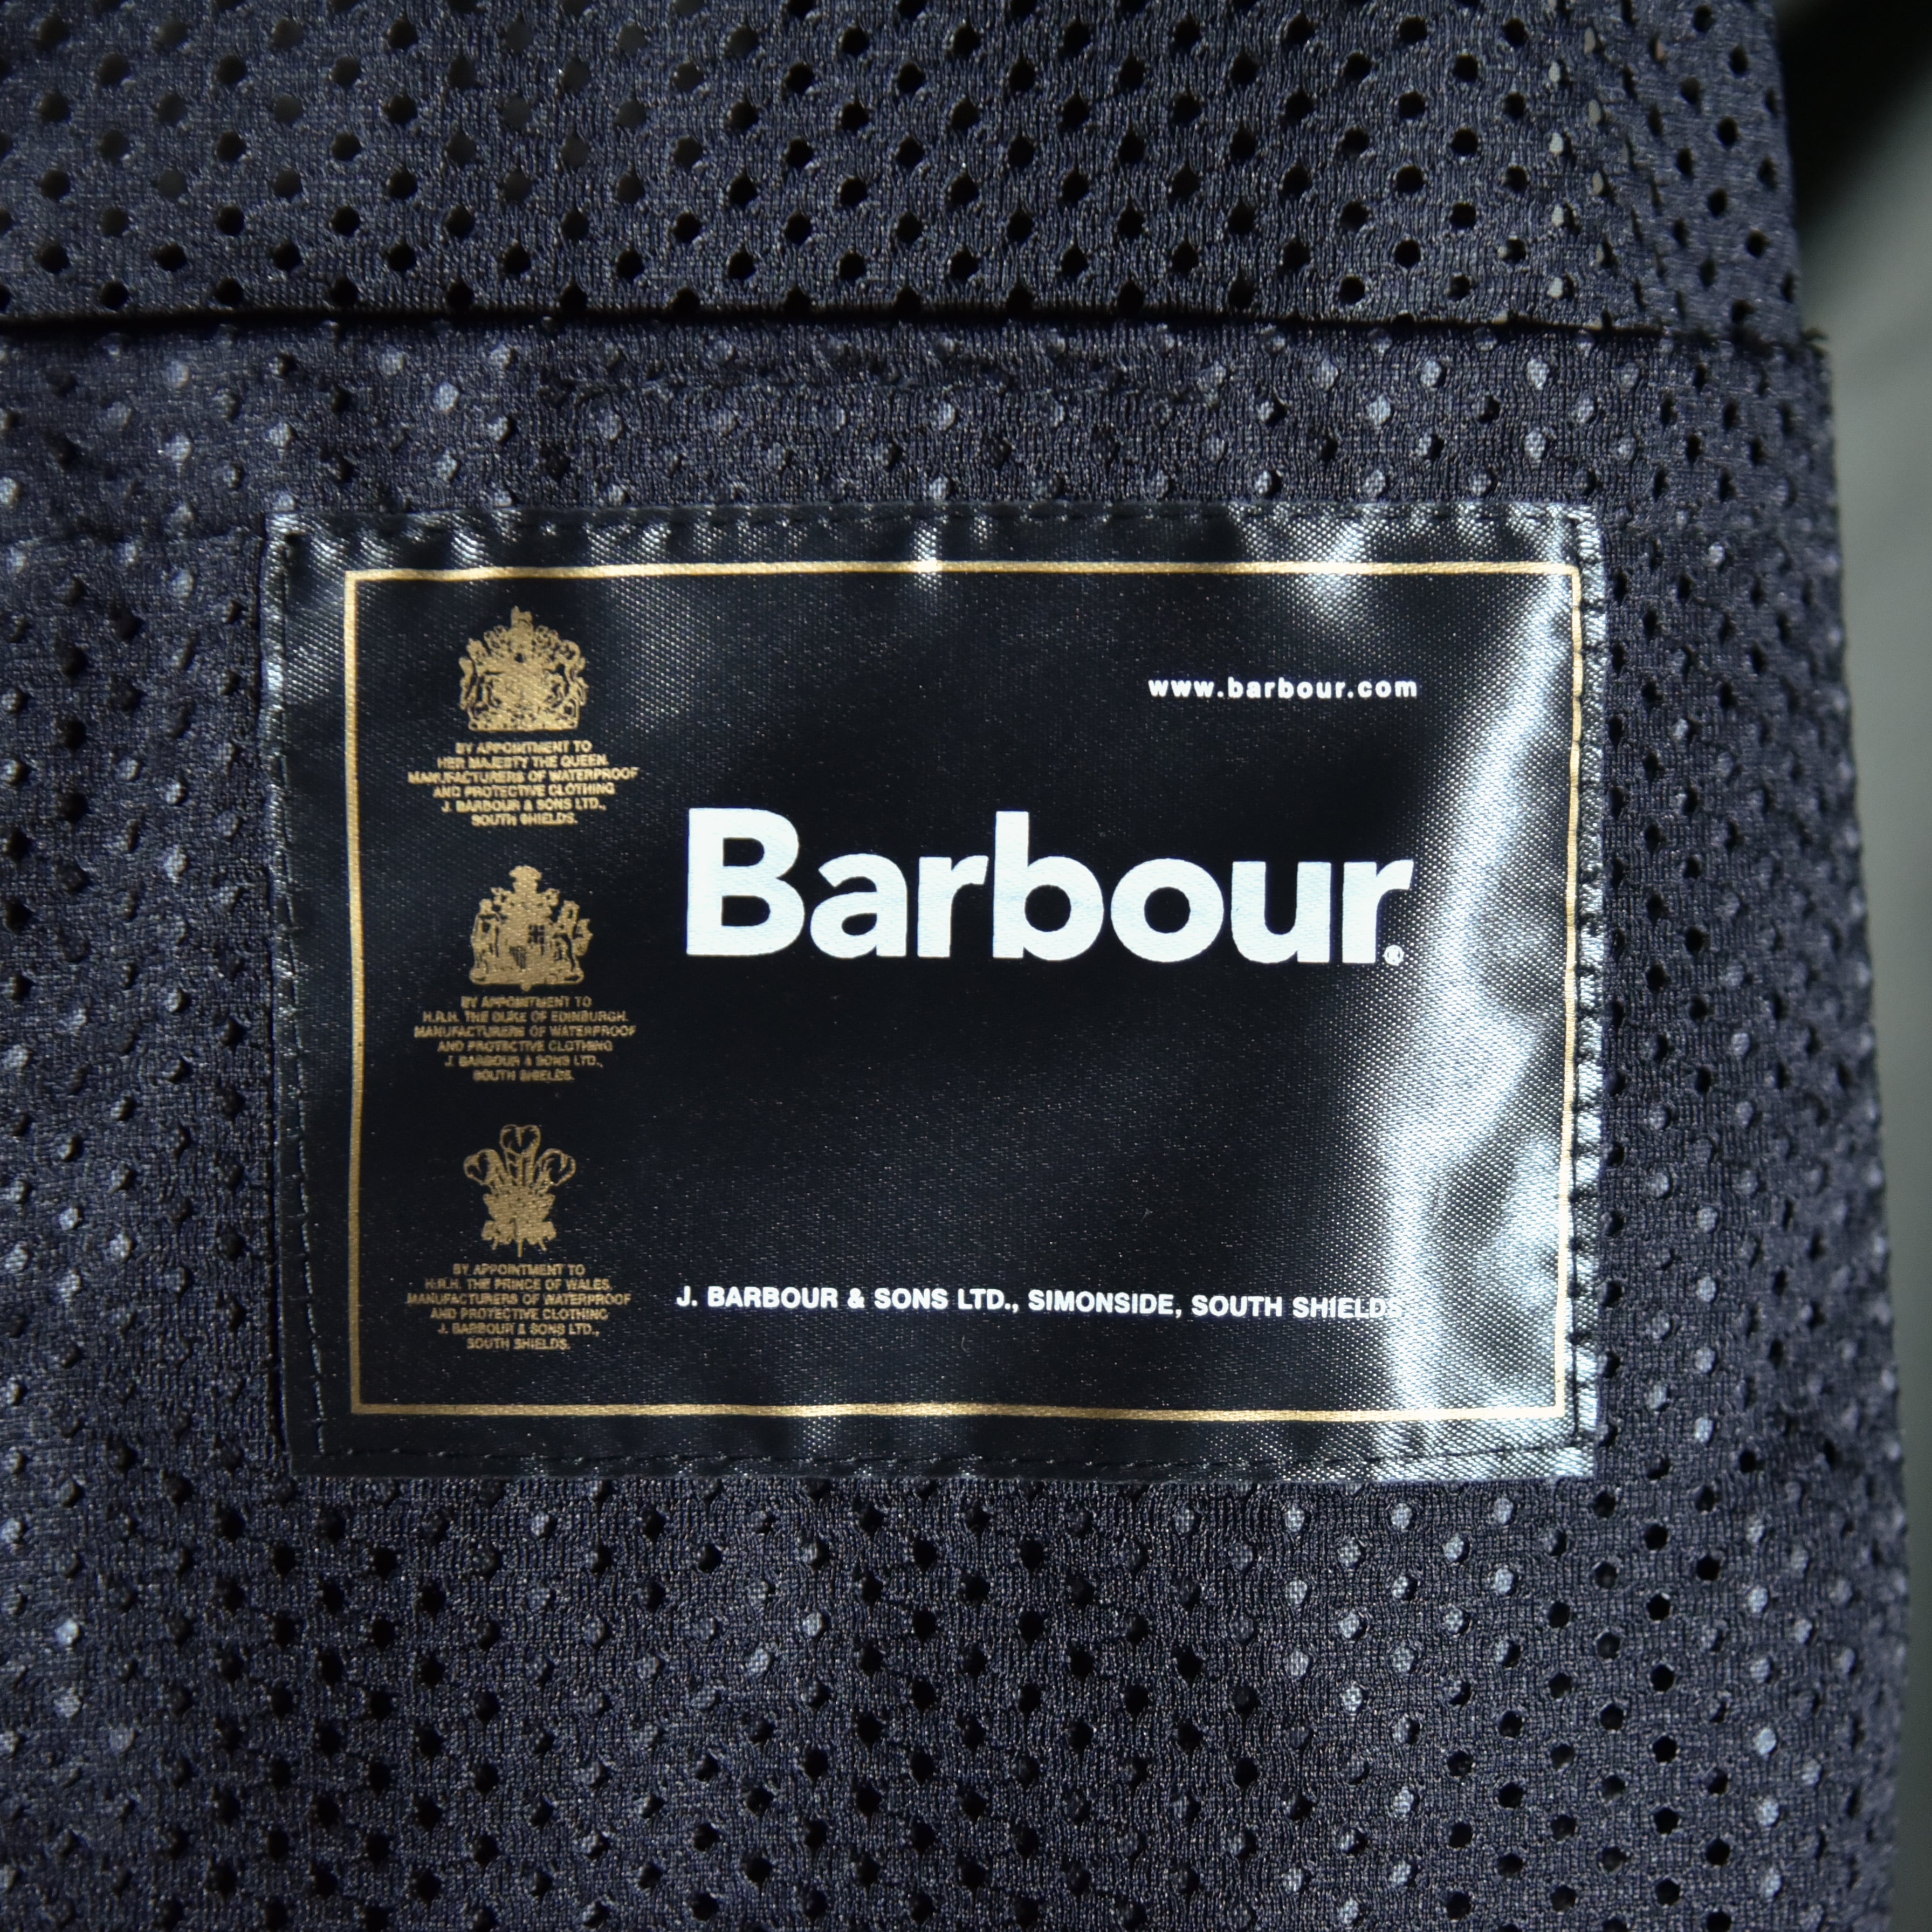 BY APPOINTMENT TO
HER MAJESTY THE QUEEN.
MANUFACTURERS OF WATERPROOF
AND PROTECTIVE CLOTHING
J. BARBOUR & SONS LTD.,
SOUTH SHIELDS.
BY APPOINTMENT TO
H.R.H. THE DUKE OF EDINBURGH.
MANUFACTURERS OF WATERPROOF
AND PROTECTIVE CLOTHING
J. BARBOUR & SONS LTD.,
SOUTH SHIELDS.
BY APPOINTMENT TO
H.R.H. THE PRINCE OF WALES.
MANUFACTURERS OF WATERPROOF
AND PROTECTIVE CLOTHING
J. BARBOUR & SONS LTD.,
SOUTH SHIELDS.
www.barbour.com
Barbour®
J. BARBOUR & SONS LTD., SIMONSIDE, SOUTH SHIELDS